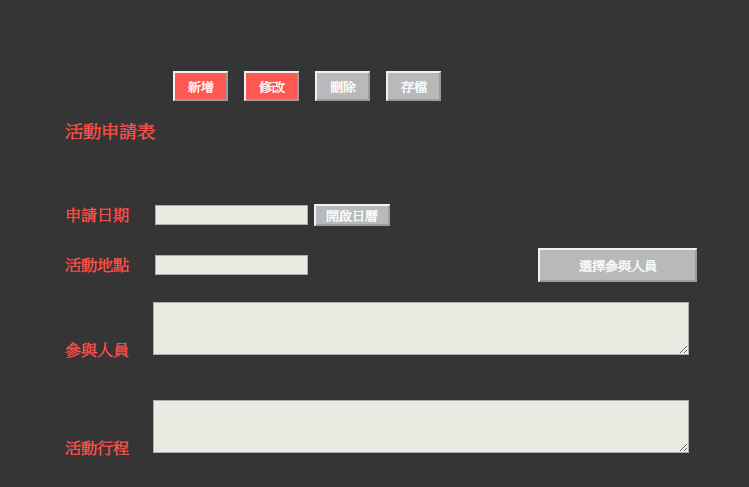 新增 修改 刪除 存檔
活動申請表
申請日期 開啟日曆
活動地點 選擇參與人員
參與人員
活動行程